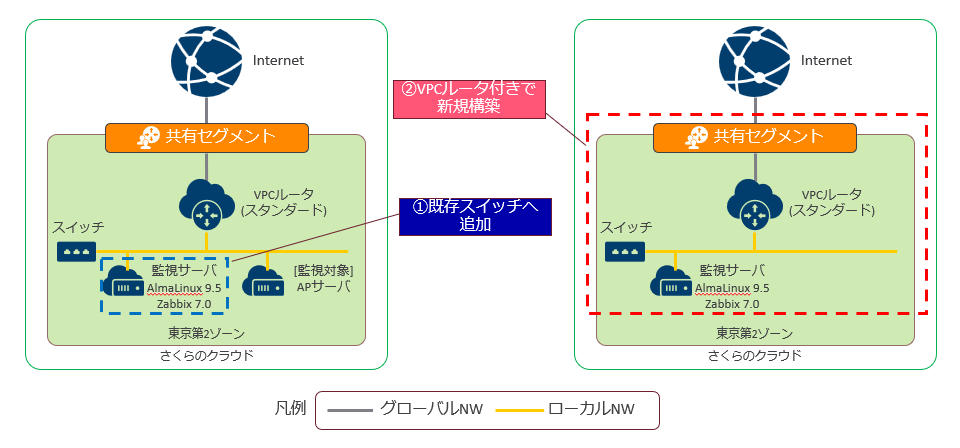 Internet
共有セグメント
VPCルータ
(スタンダード)
スイッチ
監視サーバ
AlmaLinux 9.5
Zabbix 7.0
[監視対象]
APサーバ
東京第2ゾーン
さくらのクラウド
②VPCルータ付きで
新規構築
①既存スイッチへ
追加
Internet
共有セグメント
VPCルータ
(スタンダード)
スイッチ
監視サーバ
AlmaLinux 9.5
Zabbix 7.0
東京第2ゾーン
さくらのクラウド
凡例
グローバルNW
ローカルNW